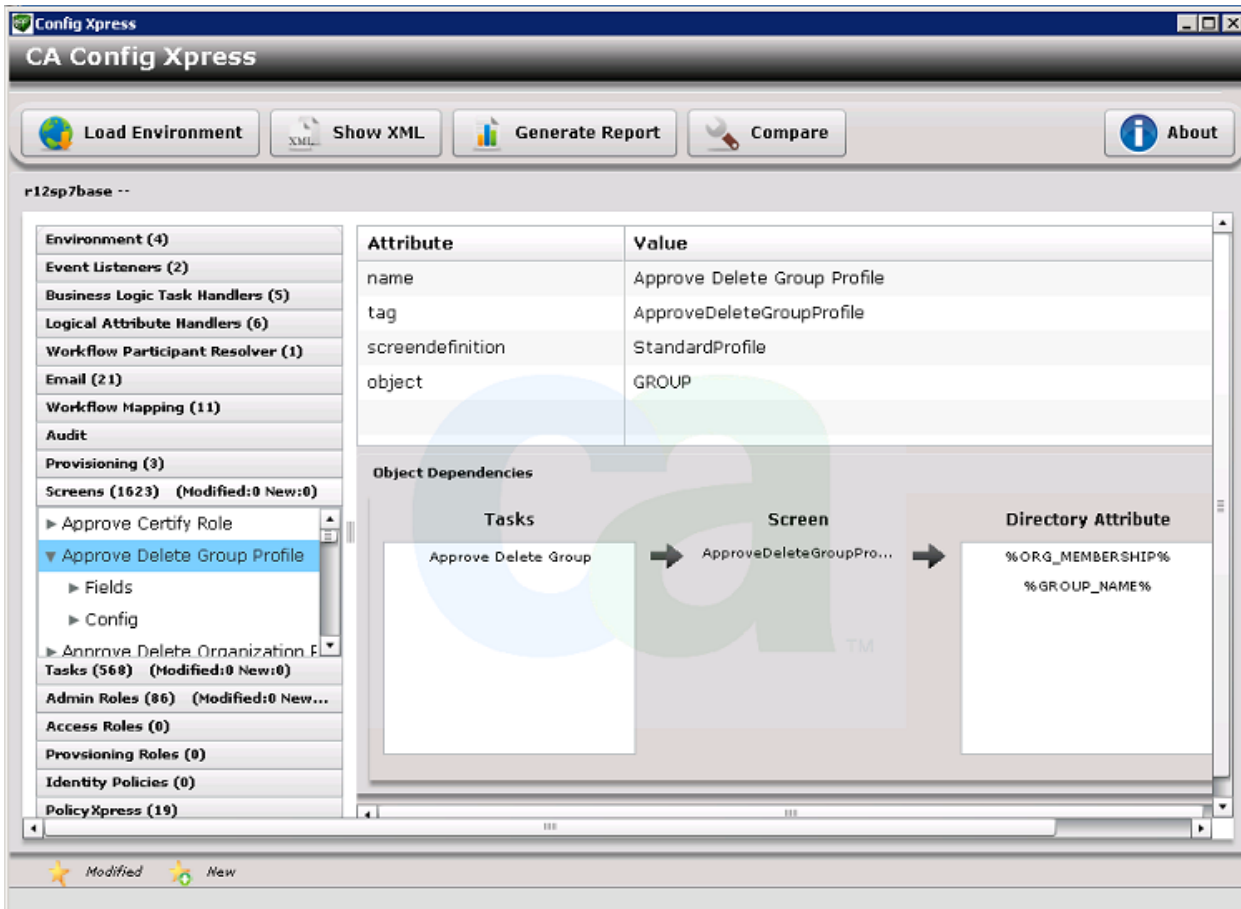 Config Xpress
CA Config Xpress
Load Environment
XML
Show XML
Generate Report
Compare
About
r12sp7base --
Environment (4)
Event Listeners (2)
Business Logic Task Handlers (5)
Logical Attribute Handlers (6)
Workflow Participant Resolver (1)
Email (21)
Workflow Mapping (11)
Audit
Provisioning (3)
Screens (1623) (Modified:0 New:0)
Approve Certify Role
Approve Delete Group Profile
Fields
Config
Approve Delete Organization
Tasks (568) (Modified:0 New:0)
Admin Roles (86) (Modified:0 New...
Access Roles (0)
Provsioning Roles (0)
Identity Policies (0)
PolicyXpress (19)
Attribute Value
name Approve Delete Group Profile
tag ApproveDeleteGroupProfile
screendefinition StandardProfile
object GROUP
Object Dependencies
Tasks Screen Directory Attribute
Approve Delete Group ApproveDeleteGroupPro... %ORG_MEMBERSHIP%
%GROUP_NAME%
ca
TM
Modified New